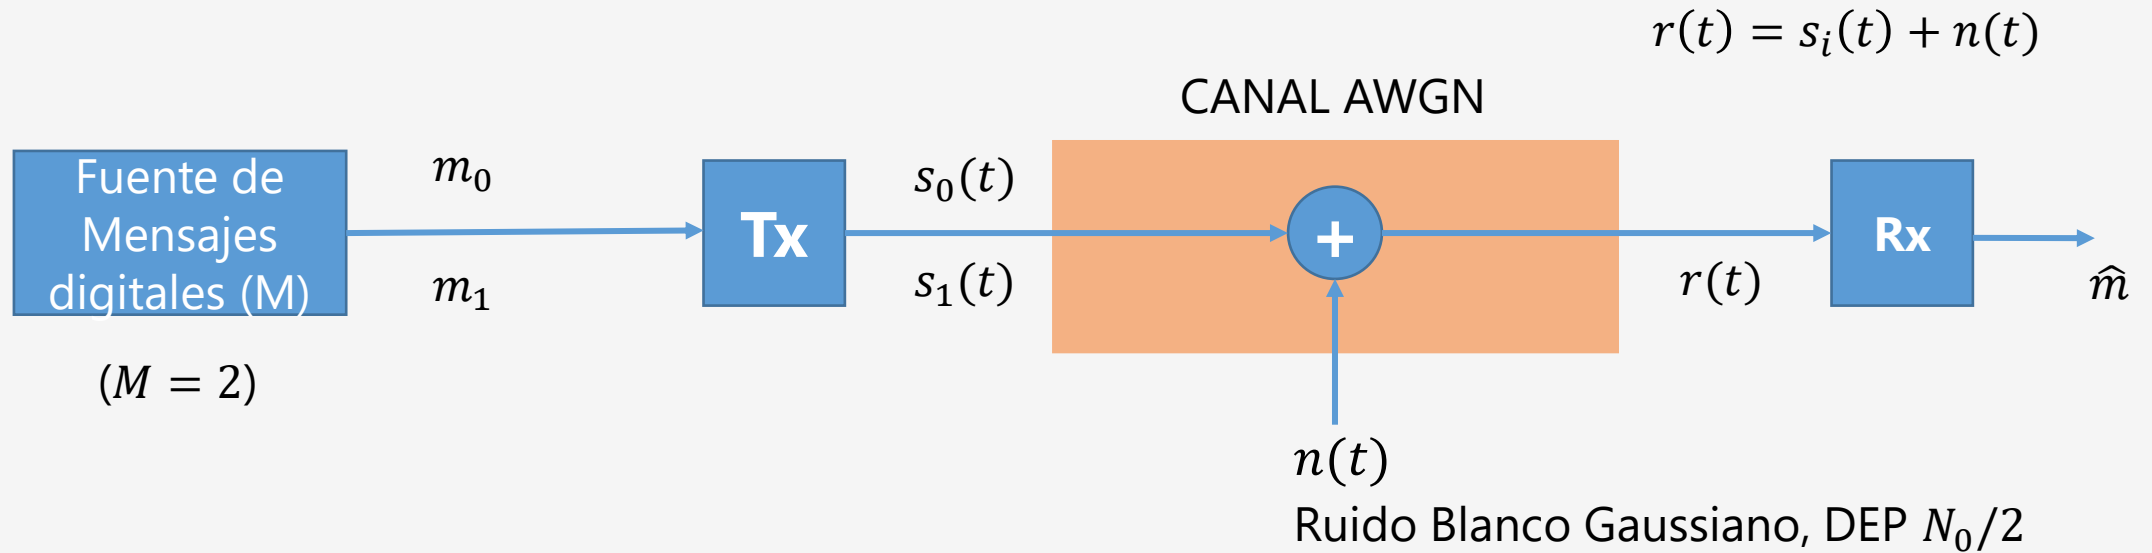 r(t) = s_i(t) + n(t)
CANAL AWGN
Fuente de
Mensajes
digitales (M)
m_0
m_1
Tx
s_0(t)
s_1(t)
+
r(t)
Rx
m̂
(M = 2)
n(t)
Ruido Blanco Gaussiano, DEP N_0/2